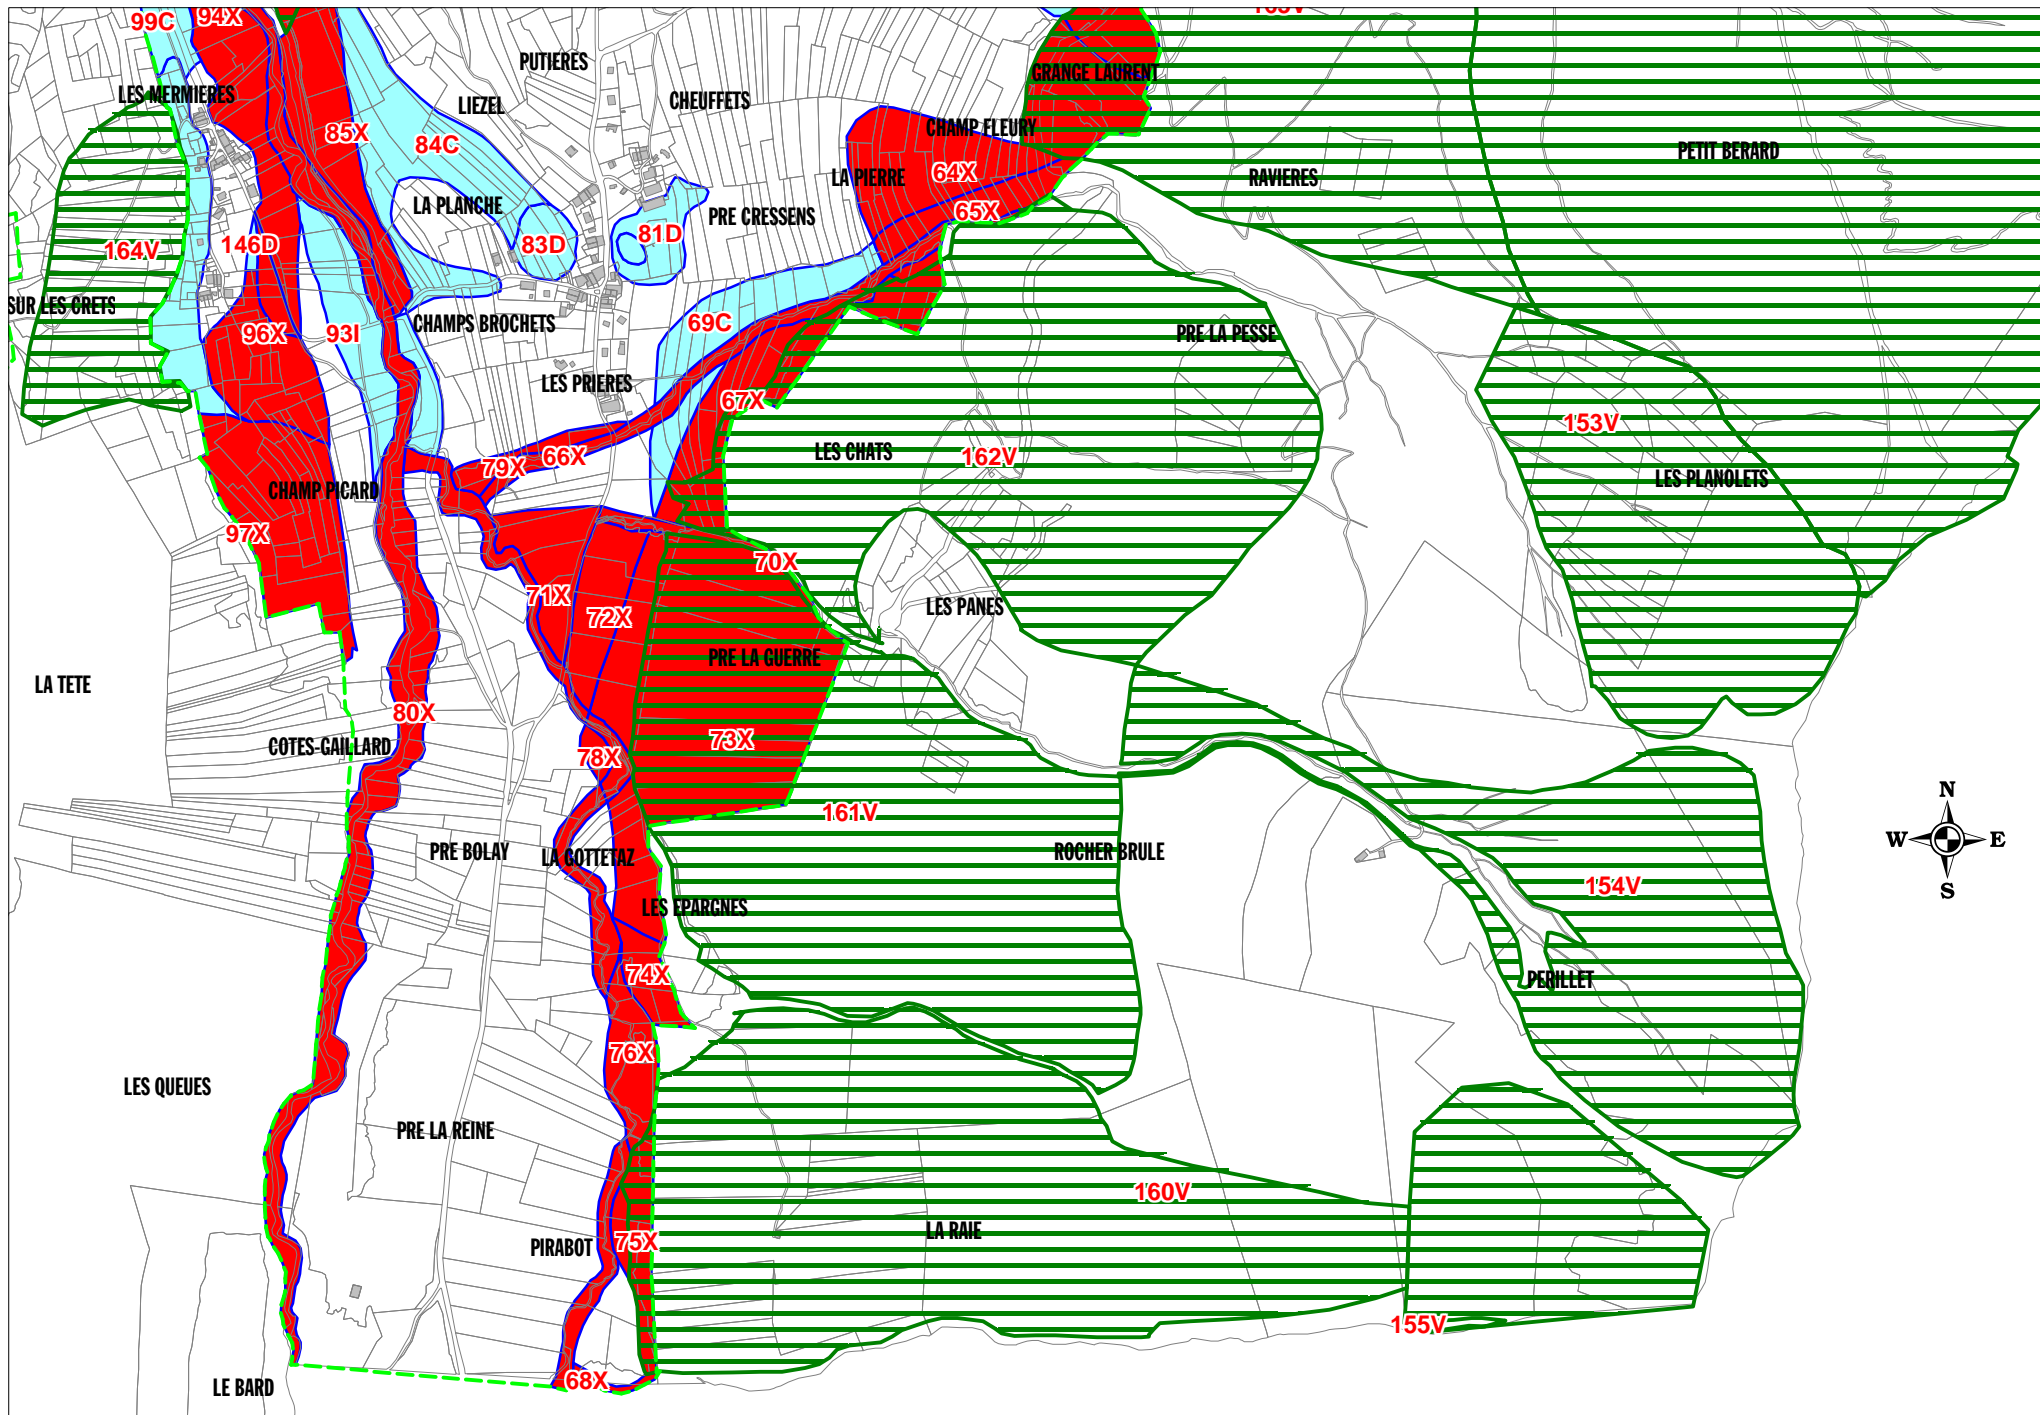 99C
94X
PUTIERES
GRANGE LAURENT
LES MERMIERES
LIEZEL
CHEUFFETS
85X
84C
CHAMP FLEURY
PETIT BERARD
64X
LA PIERRE
RAVIERES
LA PLANCHE
PRE CRESSENS
65X
164V
146D
83D
81D
SUR LES CRETS
96X
93I
CHAMPS BROCHETS
69C
PRE LA PESSE
LES PRIERES
67X
153V
LES CHATS
162V
79X
66X
LES PLANOLETS
CHAMP PICARD
97X
70X
71X
72X
LES PANES
PRE LA GUERRE
LA TETE
80X
COTES-GAILLARD
73X
78X
N
W
E
S
161V
PRE BOLAY
LA GOTTETAZ
ROCHER BRULE
154V
LES EPARGNES
74X
PERILLET
76X
LES QUEUES
PRE LA REINE
160V
LA RAIE
75X
PIRABOT
155V
68X
LE BARD